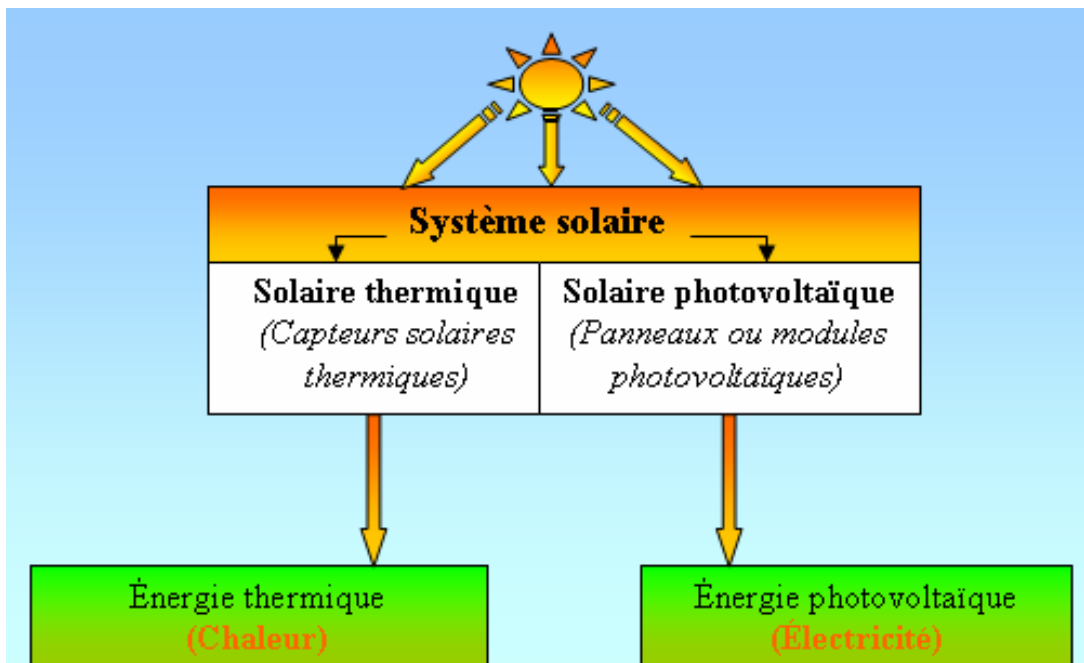 Système solaire
Solaire thermique
(Capteurs solaires
thermiques)
Solaire photovoltaïque
(Panneaux ou modules
photovoltaïques)
Énergie thermique
(Chaleur)
Énergie photovoltaïque
(Électricité)